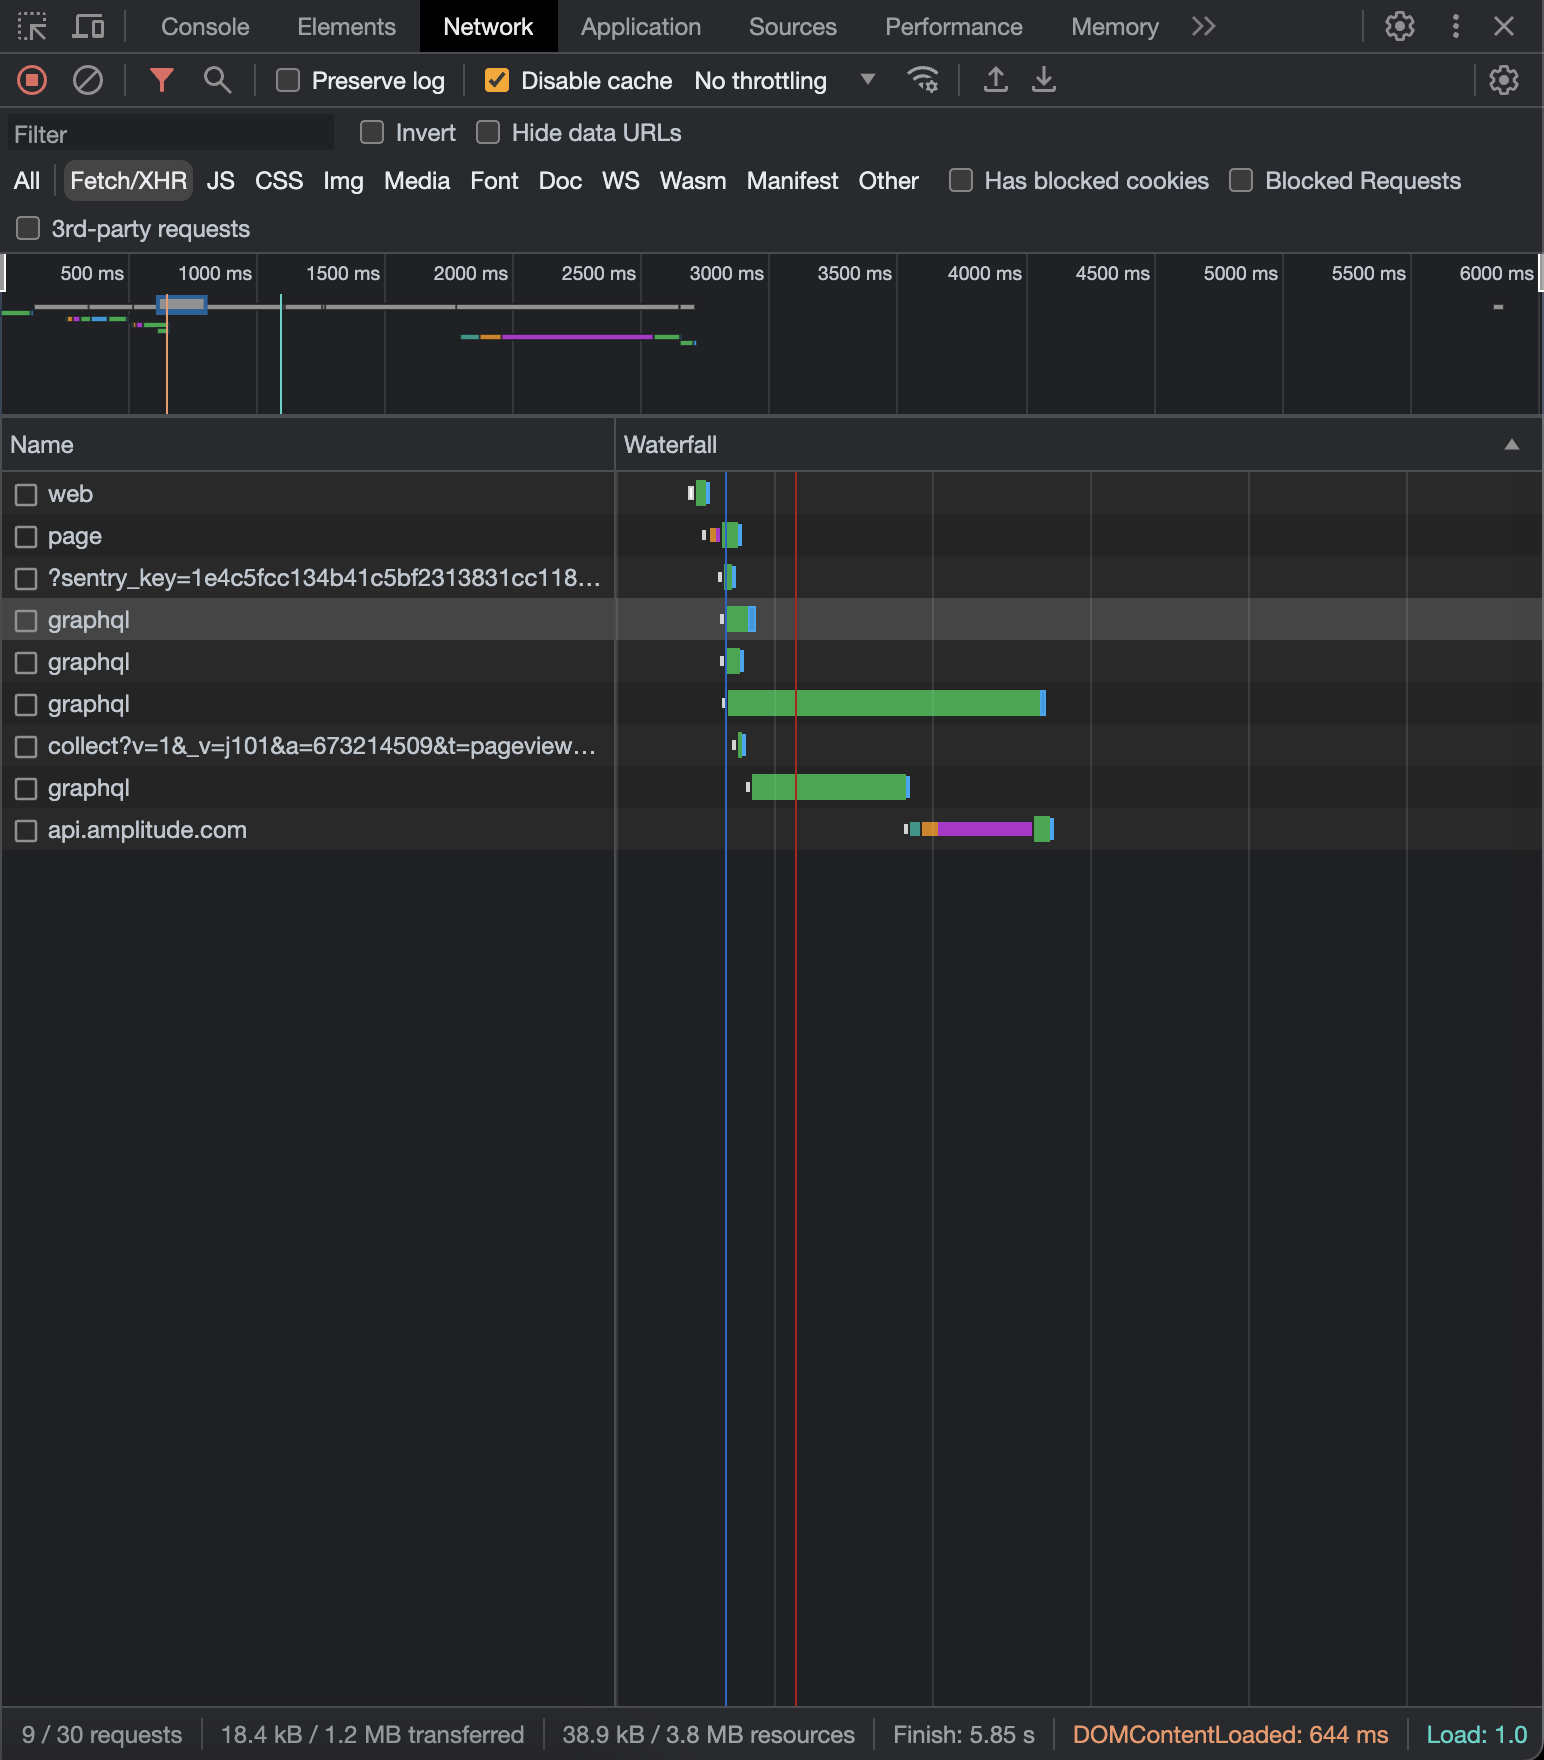 Console Elements Network Application Sources Performance Memory
Preserve log Disable cache No throttling
Filter Invert Hide data URLs
All Fetch/XHR JS CSS Img Media Font Doc WS Wasm Manifest Other Has blocked cookies Blocked Requests
3rd-party requests
500 ms 1000 ms 1500 ms 2000 ms 2500 ms 3000 ms 3500 ms 4000 ms 4500 ms 5000 ms 5500 ms 6000 ms
Name Waterfall
web
page
?sentry_key=1e4c5fcc134b41c5bf2313831cc118...
graphql
graphql
graphql
collect?v=1&_v=j101&a=673214509&t=pageview...
graphql
api.amplitude.com
9 / 30 requests 18.4 kB / 1.2 MB transferred 38.9 kB / 3.8 MB resources Finish: 5.85 s DOMContentLoaded: 644 ms Load: 1.0